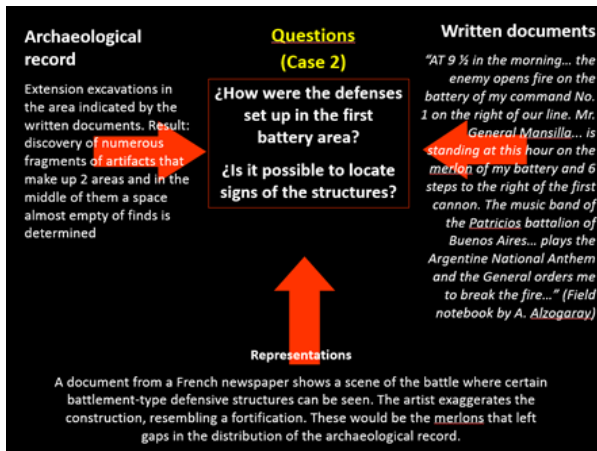 Archaeological
record
Extension excavations in
the area indicated by the
written documents. Result:
discovery of numerous
fragments of artifacts that
make up 2 areas and in the
middle of them a space
almost empty of finds is
determined
Questions
(Case 2)
¿How were the defenses
set up in the first
battery area?
¿Is it possible to locate
signs of the structures?
Written documents
“AT 9 ½ in the morning… the
enemy opens fire on the
battery of my command No.
1 on the right of our line. Mr.
General Mansilla… is
standing at this hour on the
merlon of my battery and 6
steps to the right of the first
cannon. The music band of
the Patricios battalion of
Buenos Aires… plays the
Argentine National Anthem
and the General orders me
to break the fire…” (Field
notebook by A. Alzogaray)
Representations
A document from a French newspaper shows a scene of the battle where certain
battlement-type defensive structures can be seen. The artist exaggerates the
construction, resembling a fortification. These would be the merlons that left
gaps in the distribution of the archaeological record.